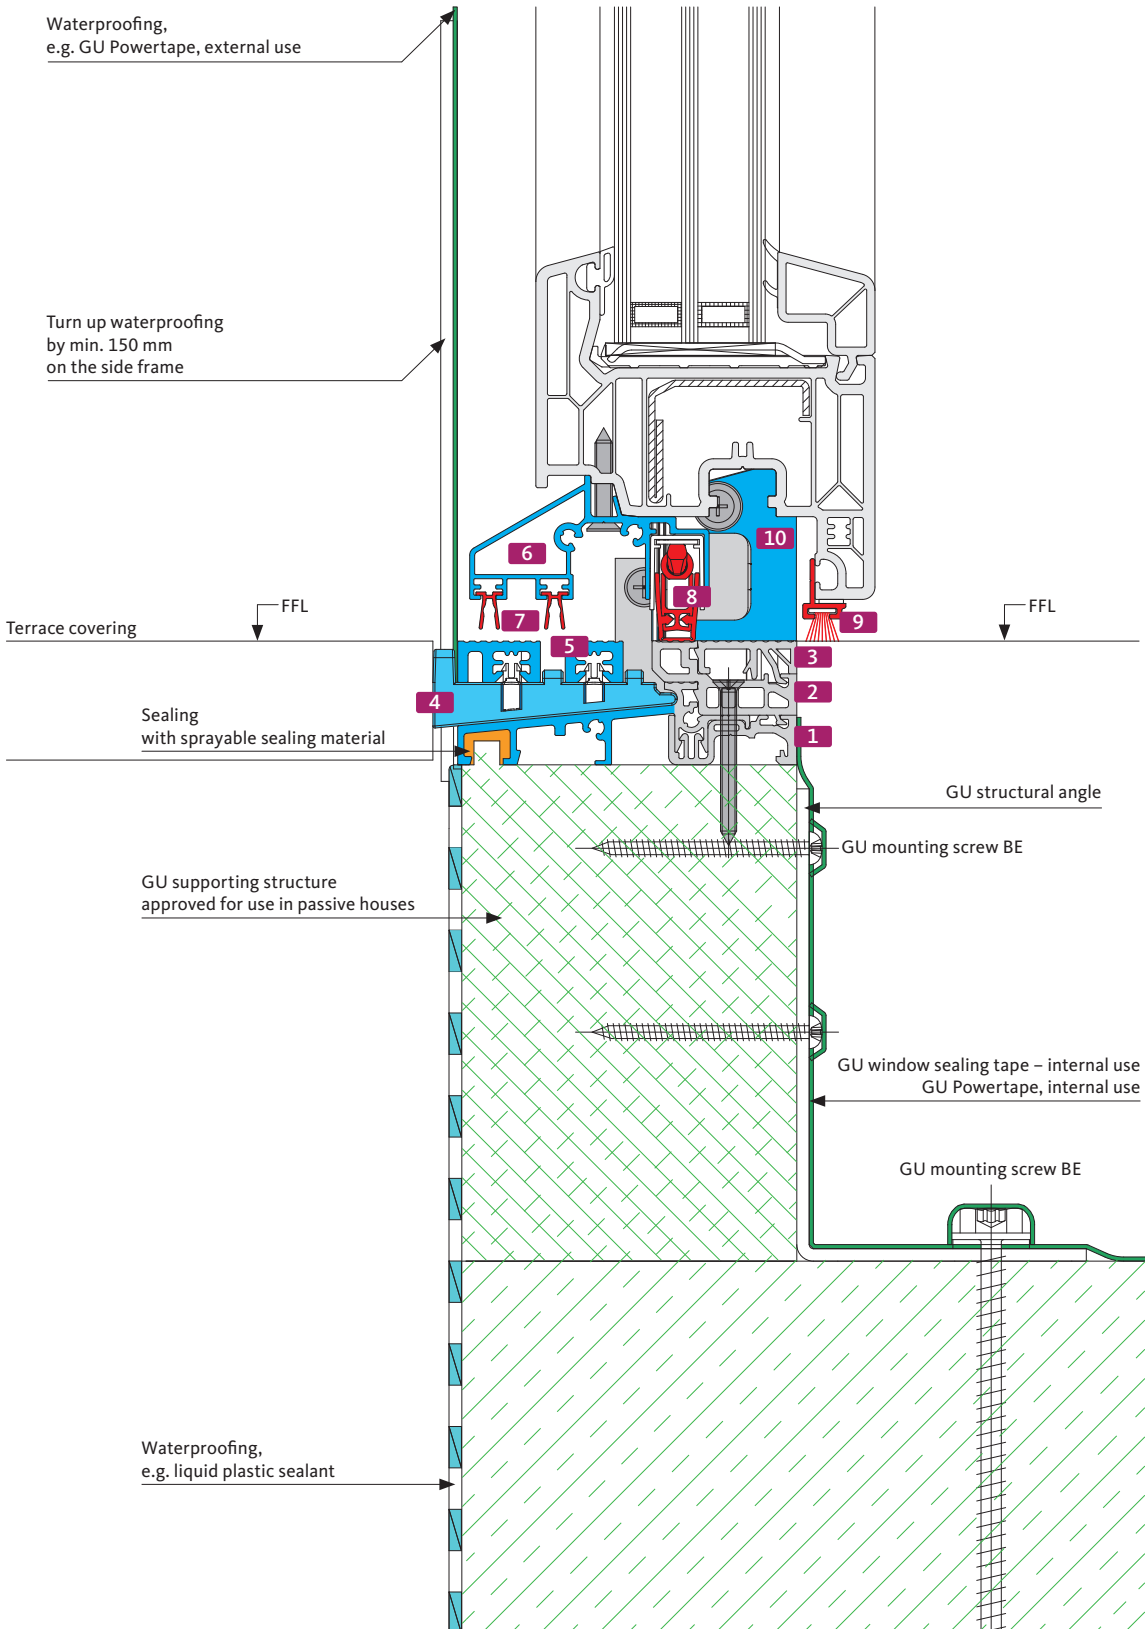 Waterproofing,
e.g. GU Powertape, external use
Turn up waterproofing
by min. 150 mm
on the side frame
6
10
7
8
9
FFL
FFL
Terrace covering
5
3
4
2
1
Sealing
with sprayable sealing material
GU structural angle
GU mounting screw BE
GU supporting structure
approved for use in passive houses
GU window sealing tape – internal use
GU Powertape, internal use
GU mounting screw BE
Waterproofing,
e.g. liquid plastic sealant